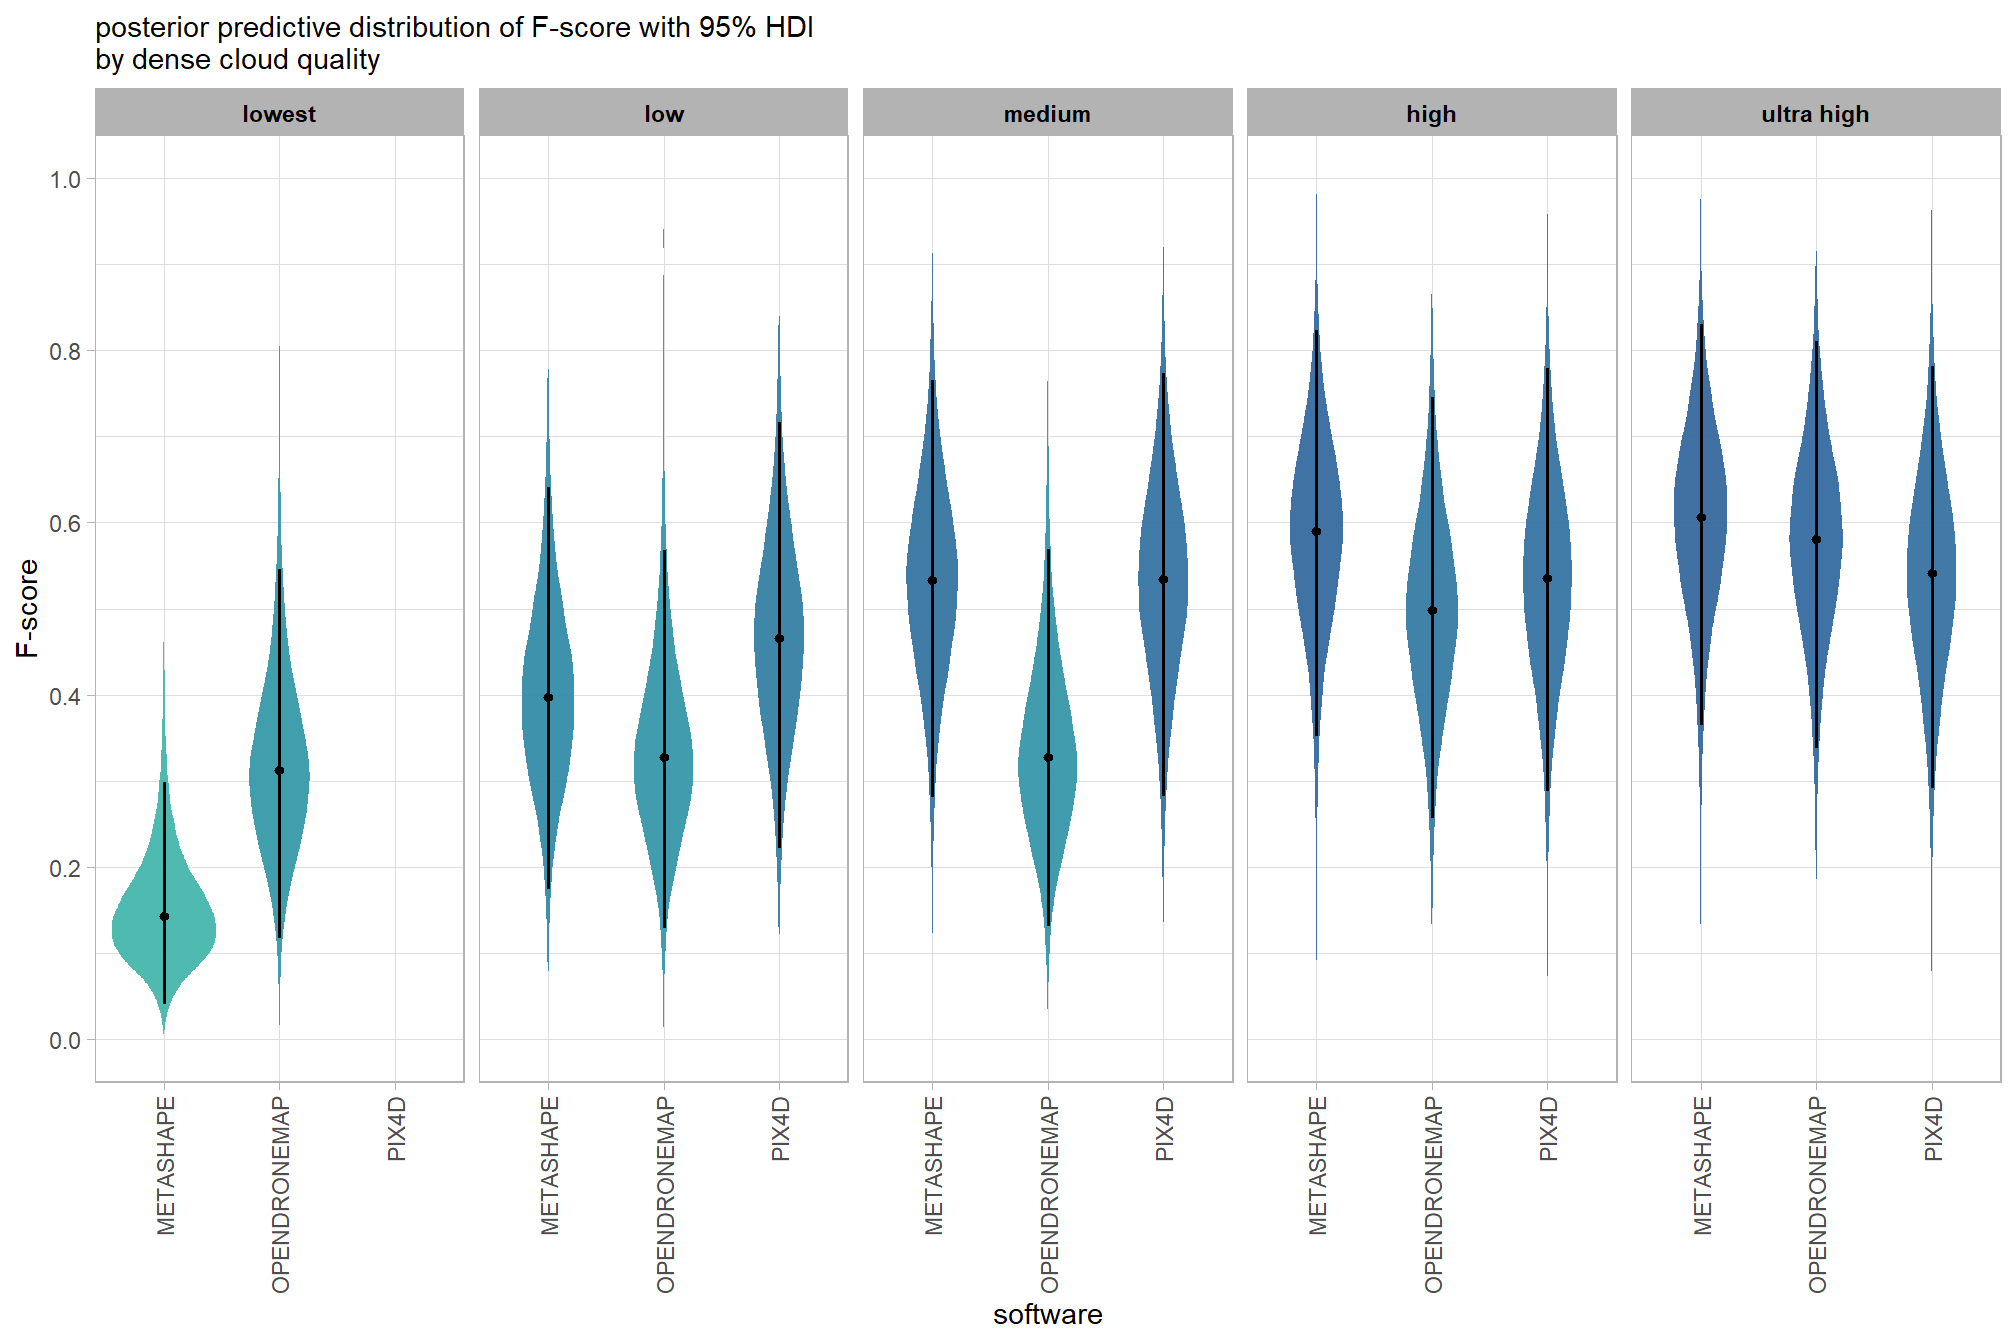 posterior predictive distribution of F-score with 95% HDI
by dense cloud quality
lowest
low
medium
high
ultra high
F-score
1.0
0.8
0.6
0.4
0.2
0.0
METASHAPE
OPENDRONEMAP
PIX4D
METASHAPE
OPENDRONEMAP
PIX4D
METASHAPE
OPENDRONEMAP
PIX4D
METASHAPE
OPENDRONEMAP
PIX4D
METASHAPE
OPENDRONEMAP
PIX4D
software